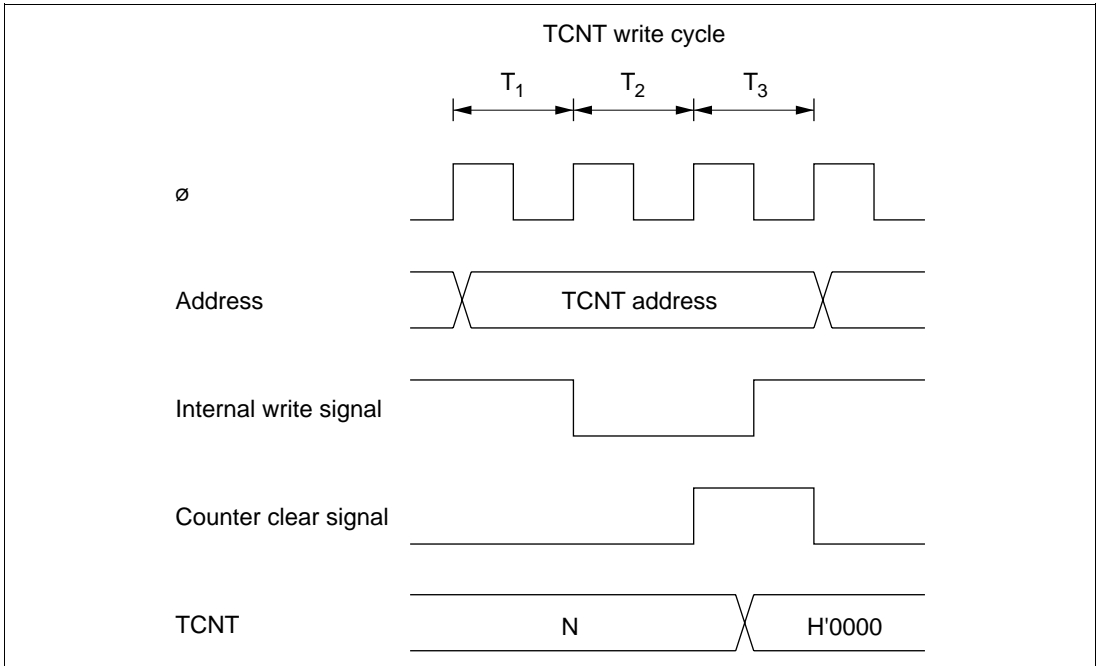 TCNT write cycle
T1 T2 T3
ø
Address TCNT address
Internal write signal
Counter clear signal
TCNT N H'0000